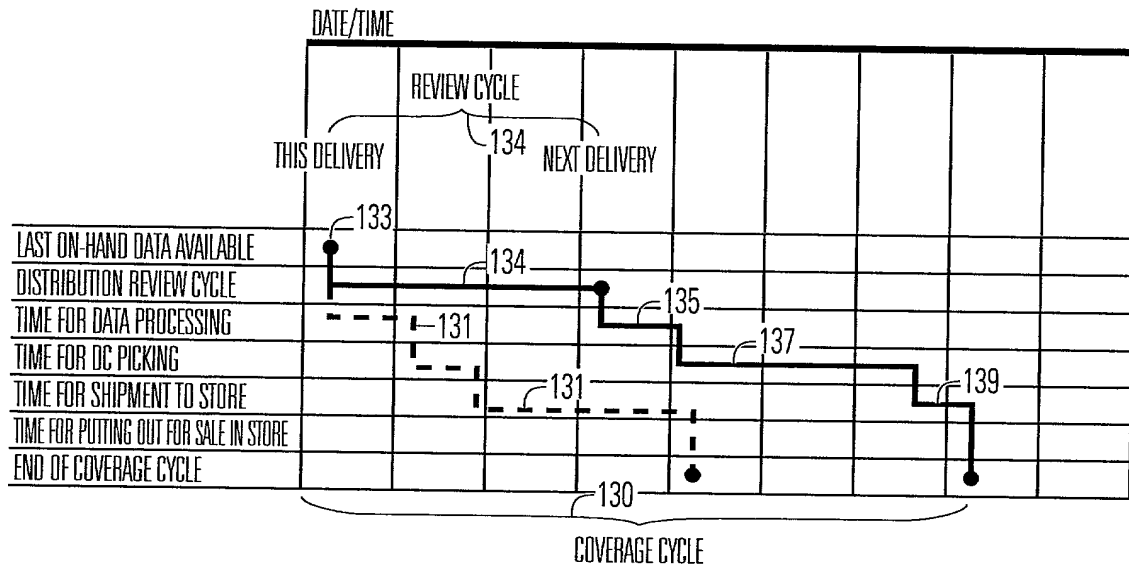 DATE/TIME
REVIEW CYCLE
134
THIS DELIVERY
NEXT DELIVERY
133
LAST ON-HAND DATA AVAILABLE
134
DISTRIBUTION REVIEW CYCLE
135
TIME FOR DATA PROCESSING
131
137
TIME FOR DC PICKING
139
TIME FOR SHIPMENT TO STORE
131
TIME FOR PUTTING OUT FOR SALE IN STORE
END OF COVERAGE CYCLE
130
COVERAGE CYCLE